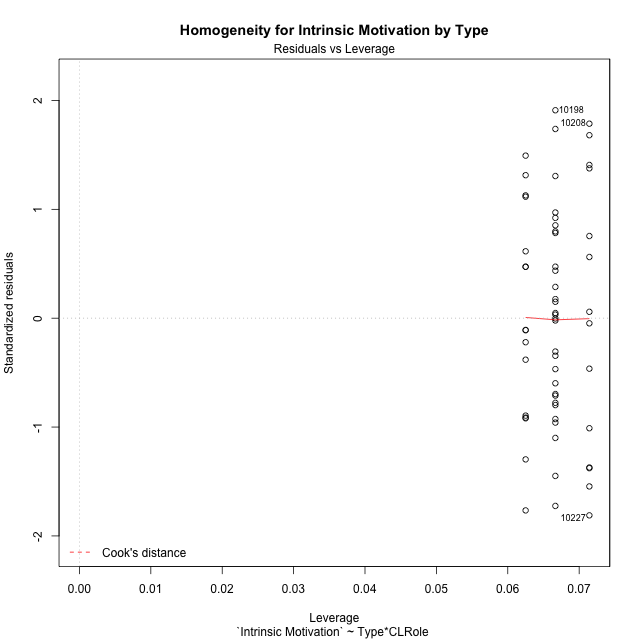 Homogeneity for Intrinsic Motivation by Type
Residuals vs Leverage
2
1
0
-1
-2
Standardized residuals
10198
10208
10227
Cook's distance
0.00 0.01 0.02 0.03 0.04 0.05 0.06 0.07
Leverage
`Intrinsic Motivation` ~ Type*CLRole